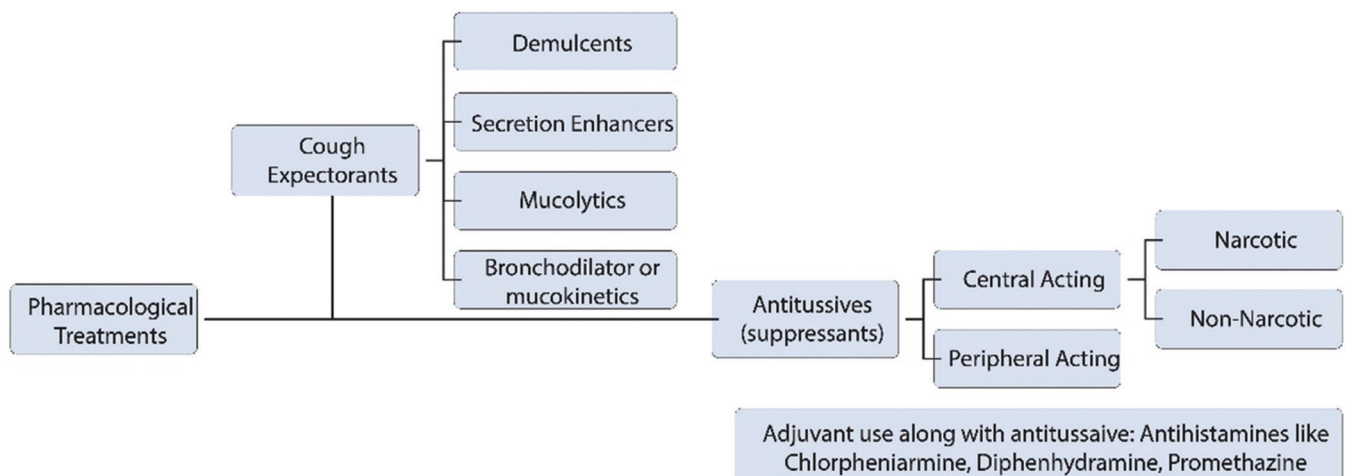 Demulcents
Secretion Enhancers
Cough
Expectorants
Mucolytics
Bronchodilator or
mucokinetics
Pharmacological
Treatments
Antitussives
(suppressants)
Central Acting
Peripheral Acting
Narcotic
Non-Narcotic
Adjuvant use along with antitussaive: Antihistamines like
Chlorpheniarmine, Diphenhydramine, Promethazine